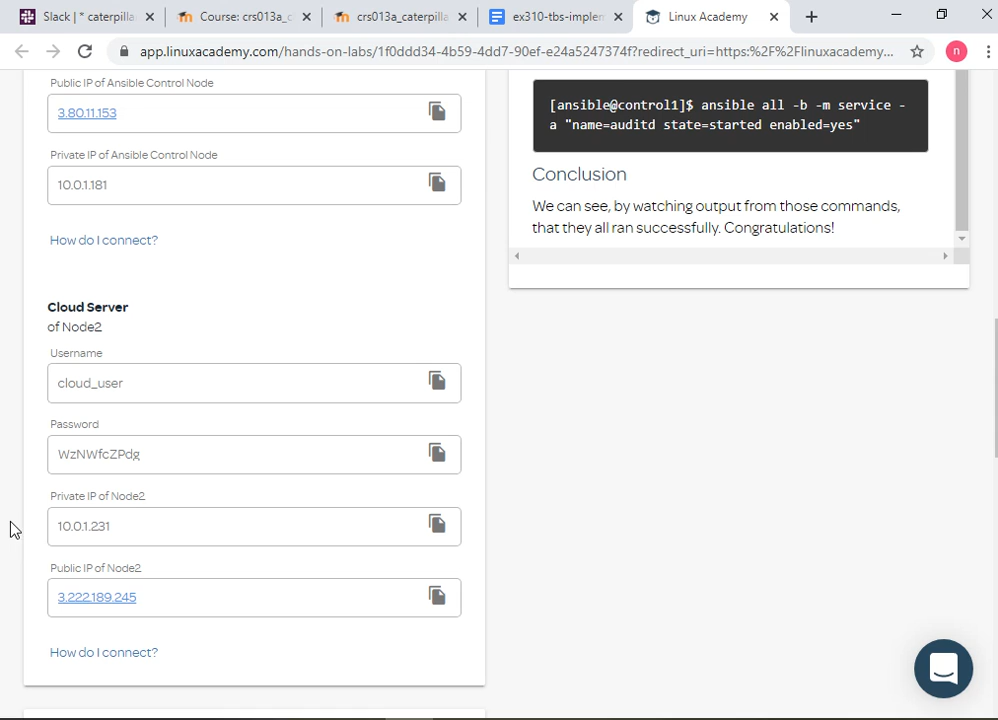 Slack | * caterpilla
Course: crs013a_c
crs013a_caterpilla
ex310-tbs-implem
Linux Academy
app.linuxacademy.com/hands-on-labs/1f0ddd34-4b59-4dd7-90ef-e24a5247374f?redirect_uri=https:%2F%2Flinuxacademy...
n
Public IP of Ansible Control Node
3.80.11.153
Private IP of Ansible Control Node
10.0.1.181
How do I connect?
Cloud Server
of Node2
Username
cloud_user
Password
WzNWfcZPdg
Private IP of Node2
10.0.1.231
Public IP of Node2
3.222.189.245
How do I connect?
[ansible@control1]$ ansible all -b -m service -
a "name=auditd state=started enabled=yes"
Conclusion
We can see, by watching output from those commands,
that they all ran successfully. Congratulations!